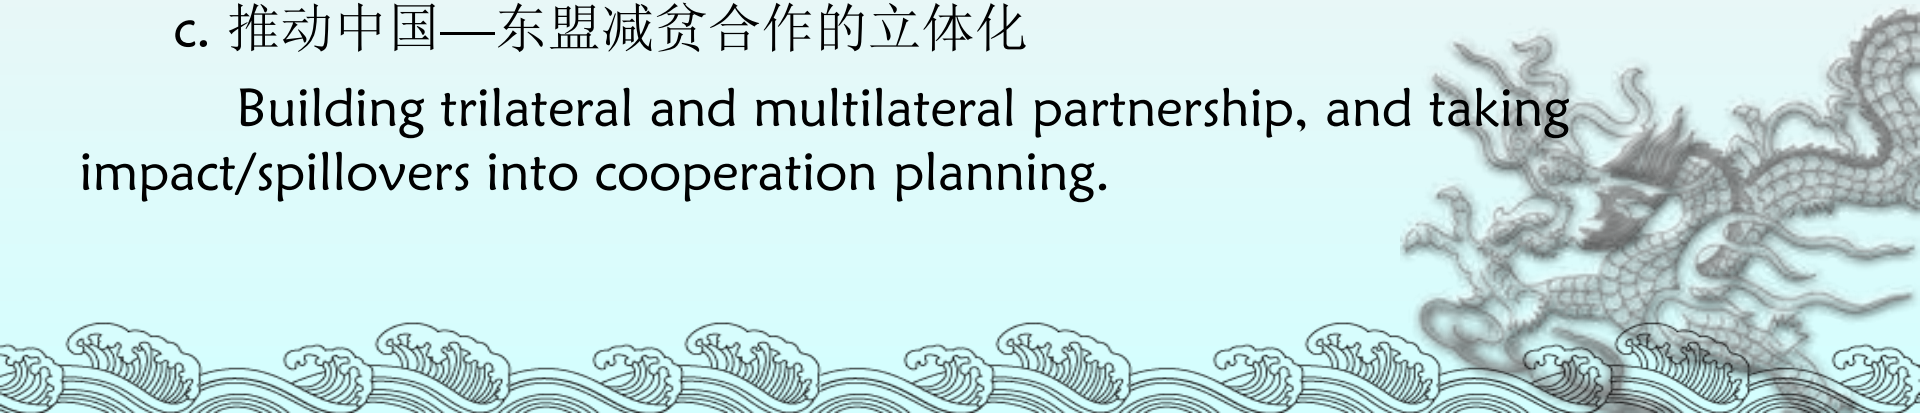 c. 推动中国—东盟减贫合作的立体化
Building trilateral and multilateral partnership, and taking
impact/spillovers into cooperation planning.